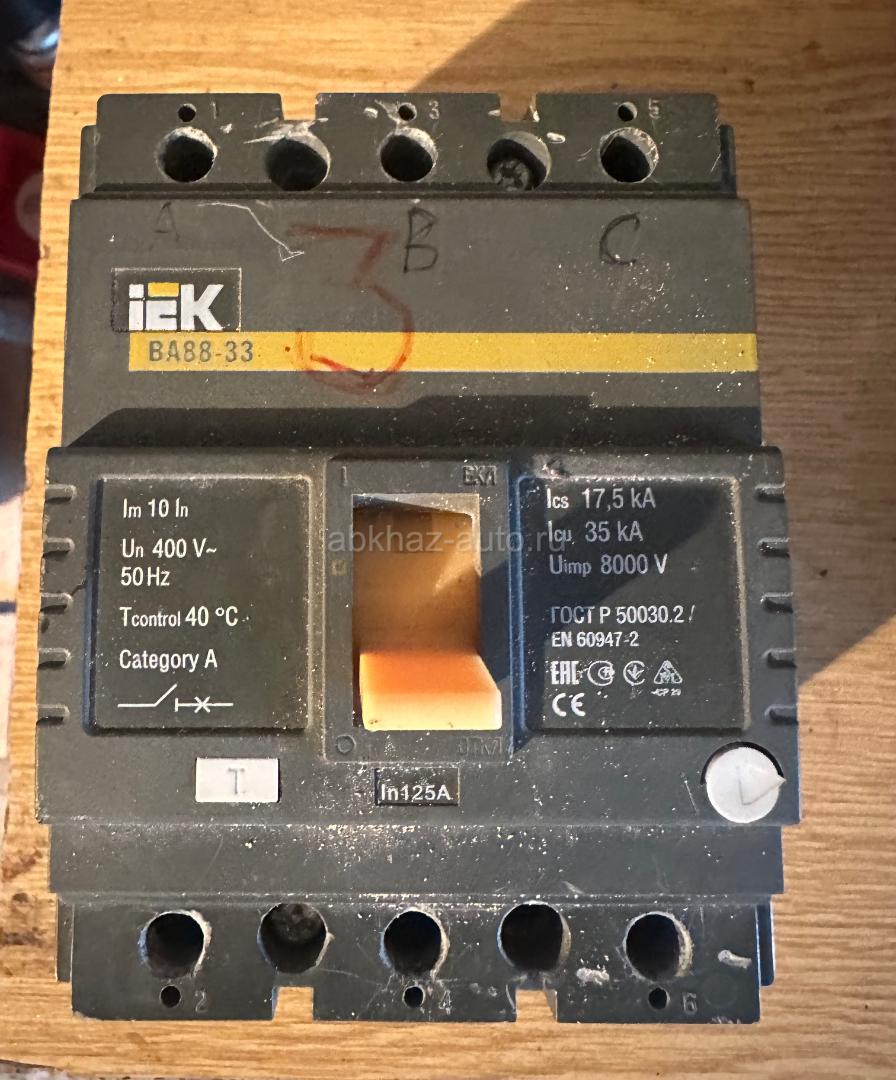 1 3 5
A B C
3
iEK
ВА88-33
I ВКЛ
Im 10 In
Un 400 V~
50 Hz
Tcontrol 40 °C
Category A
Ics 17,5 kA
Icu 35 kA
Uimp 8000 V
ГОСТ Р 50030.2 /
EN 60947-2
EAC
CE
abkhaz-auto.ru
O ОТКЛ
T
In125A
2 4 6